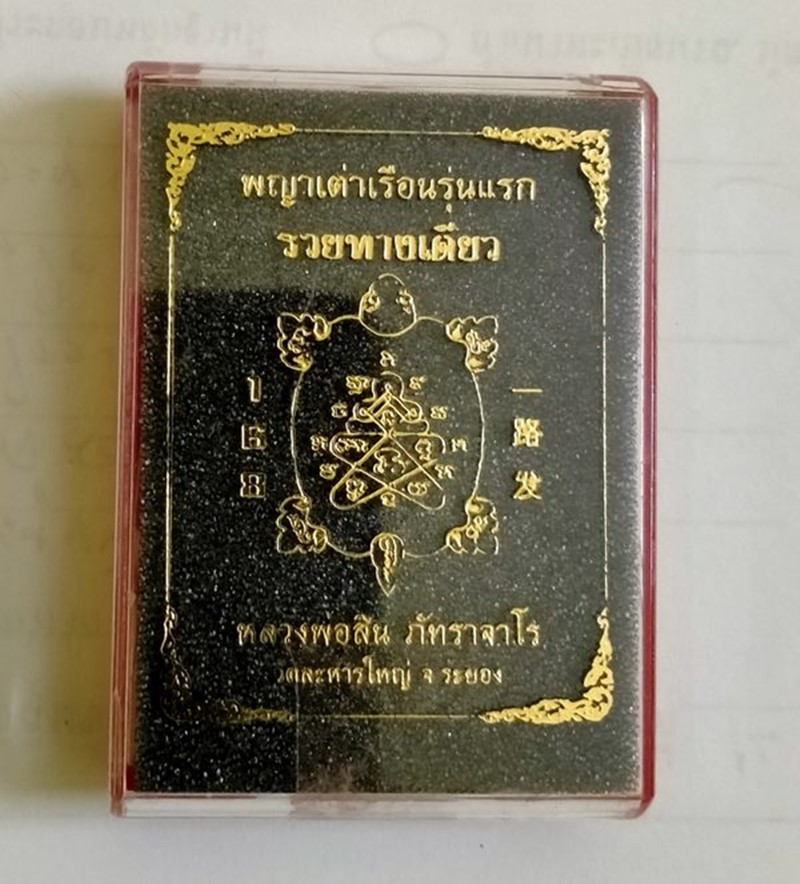 พญาเต่าเรือนรุ่นแรก
รวยทางเดียว
168
一路发
หลวงพ่อสิน ภัทราจาโร
วัดละหารใหญ่ จ ระยอง